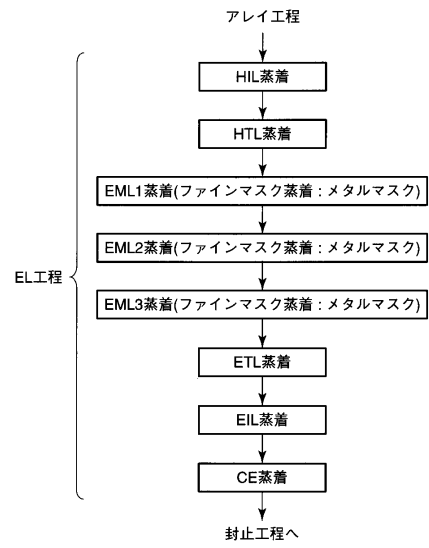 アレイ工程
HIL蒸着
HTL蒸着
EML1蒸着(ファインマスク蒸着：メタルマスク)
EML2蒸着(ファインマスク蒸着：メタルマスク)
EML3蒸着(ファインマスク蒸着：メタルマスク)
EL工程
ETL蒸着
EIL蒸着
CE蒸着
封止工程へ